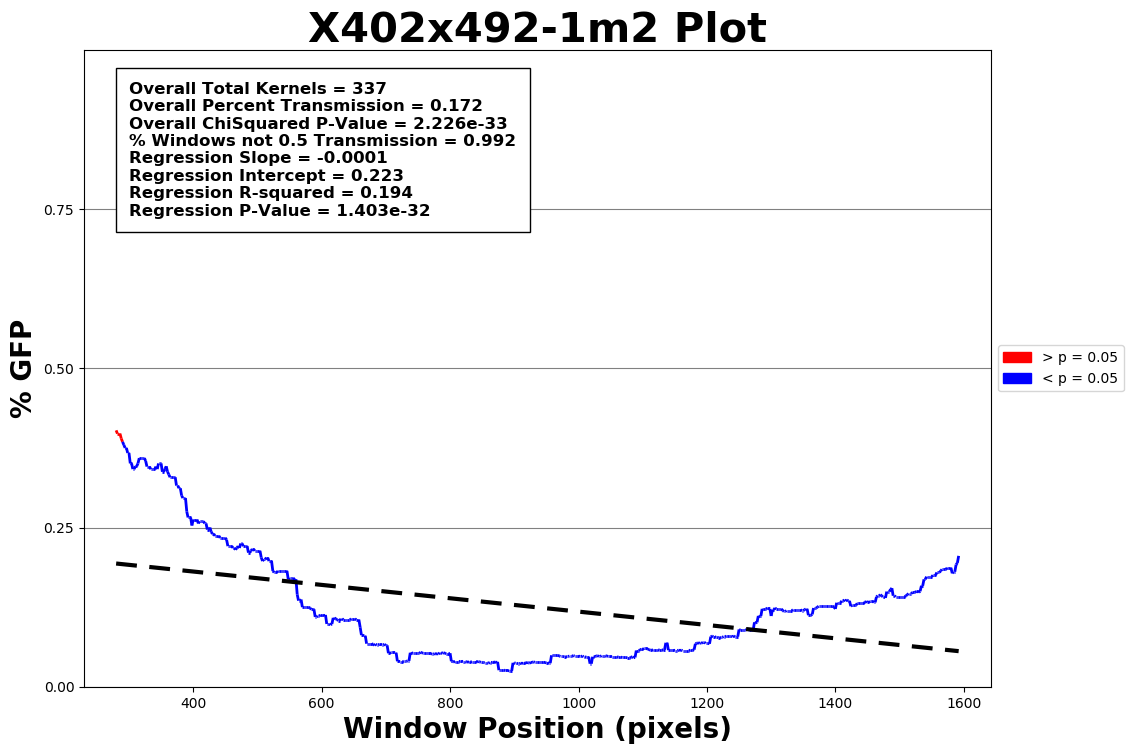 X402x492-1m2 Plot
Overall Total Kernels = 337
Overall Percent Transmission = 0.172
Overall ChiSquared P-Value = 2.226e-33
% Windows not 0.5 Transmission = 0.992
Regression Slope = -0.0001
Regression Intercept = 0.223
Regression R-squared = 0.194
Regression P-Value = 1.403e-32
% GFP
0.75
0.50
0.25
0.00
> p = 0.05
< p = 0.05
400 600 800 1000 1200 1400 1600
Window Position (pixels)